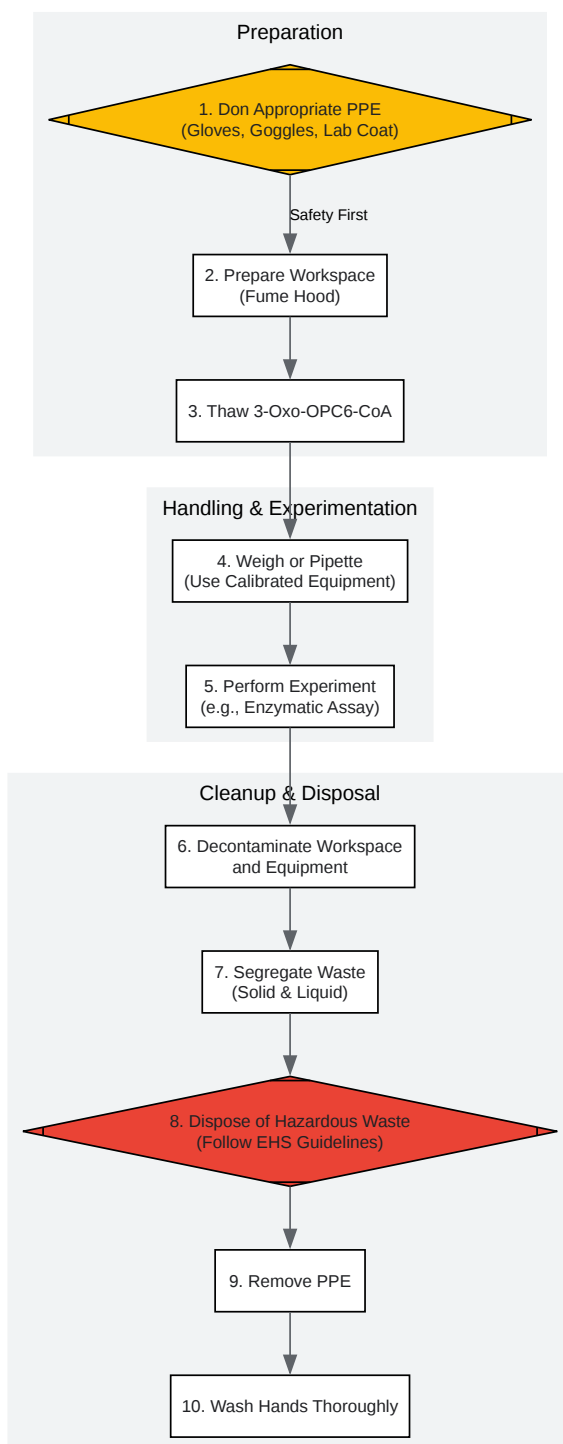 Preparation
1. Don Appropriate PPE
(Gloves, Goggles, Lab Coat)
Safety First
2. Prepare Workspace
(Fume Hood)
3. Thaw 3-Oxo-OPC6-CoA
Handling & Experimentation
4. Weigh or Pipette
(Use Calibrated Equipment)
5. Perform Experiment
(e.g., Enzymatic Assay)
Cleanup & Disposal
6. Decontaminate Workspace
and Equipment
7. Segregate Waste
(Solid & Liquid)
8. Dispose of Hazardous Waste
(Follow EHS Guidelines)
9. Remove PPE
10. Wash Hands Thoroughly